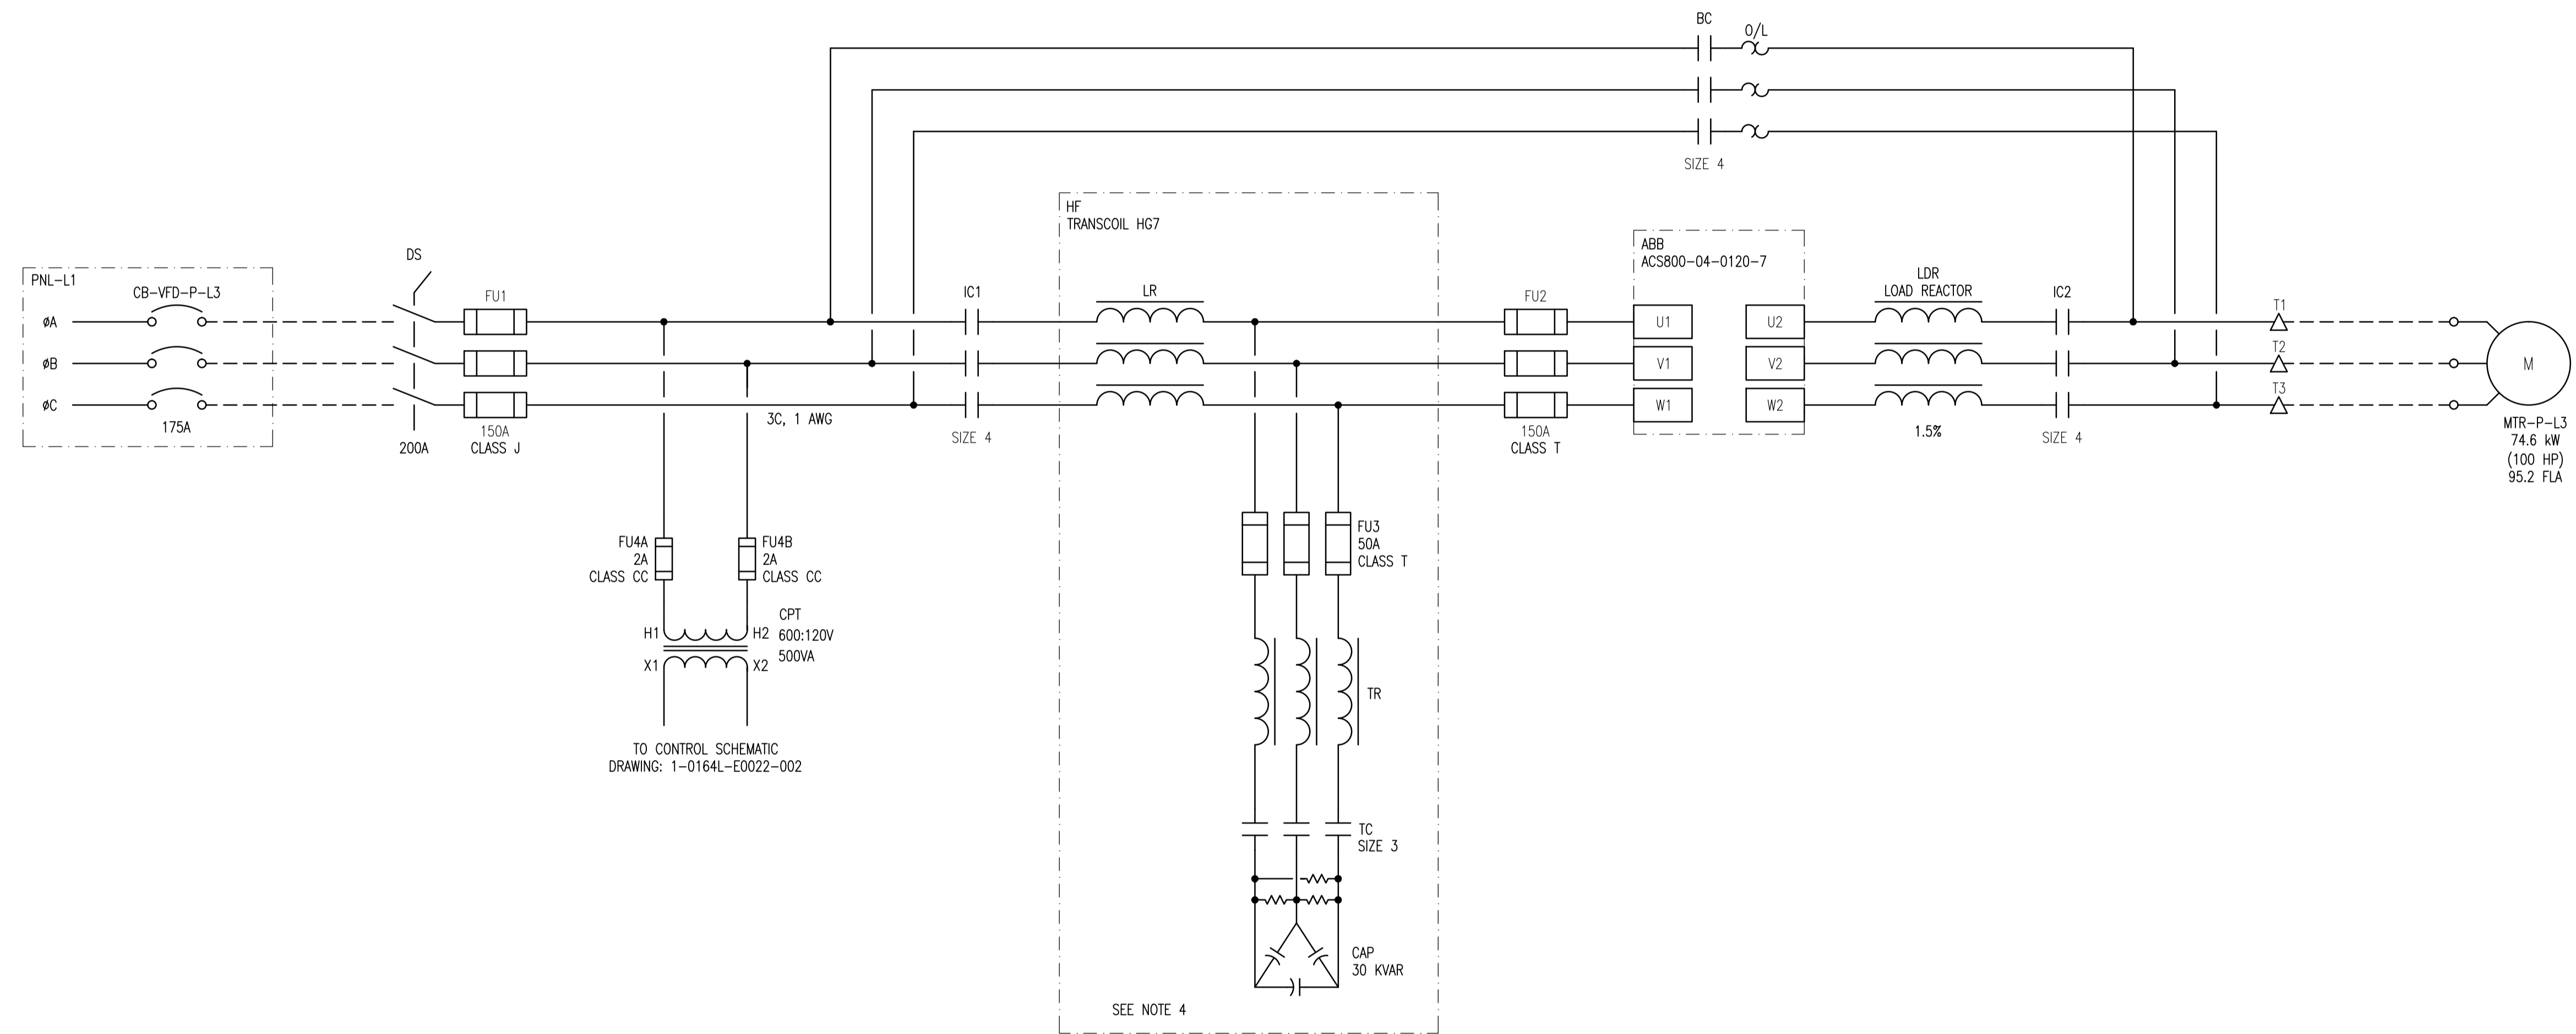 BC
O/L
SIZE 4
HF
TRANSCOIL HG7
PNL-L1
CB-VFD-P-L3
øA
øB
øC
175A
DS
200A
FU1
150A
CLASS J
3C, 1 AWG
IC1
SIZE 4
LR
FU2
150A
CLASS T
ABB
ACS800-04-0120-7
U1
V1
W1
U2
V2
W2
LDR
LOAD REACTOR
1.5%
IC2
SIZE 4
T1
T2
T3
M
MTR-P-L3
74.6 kW
(100 HP)
95.2 FLA
FU4A
2A
CLASS CC
FU4B
2A
CLASS CC
CPT
600:120V
500VA
H1
H2
X1
X2
TO CONTROL SCHEMATIC
DRAWING: 1-0164L-E0022-002
FU3
50A
CLASS T
TR
TC
SIZE 3
CAP
30 KVAR
SEE NOTE 4